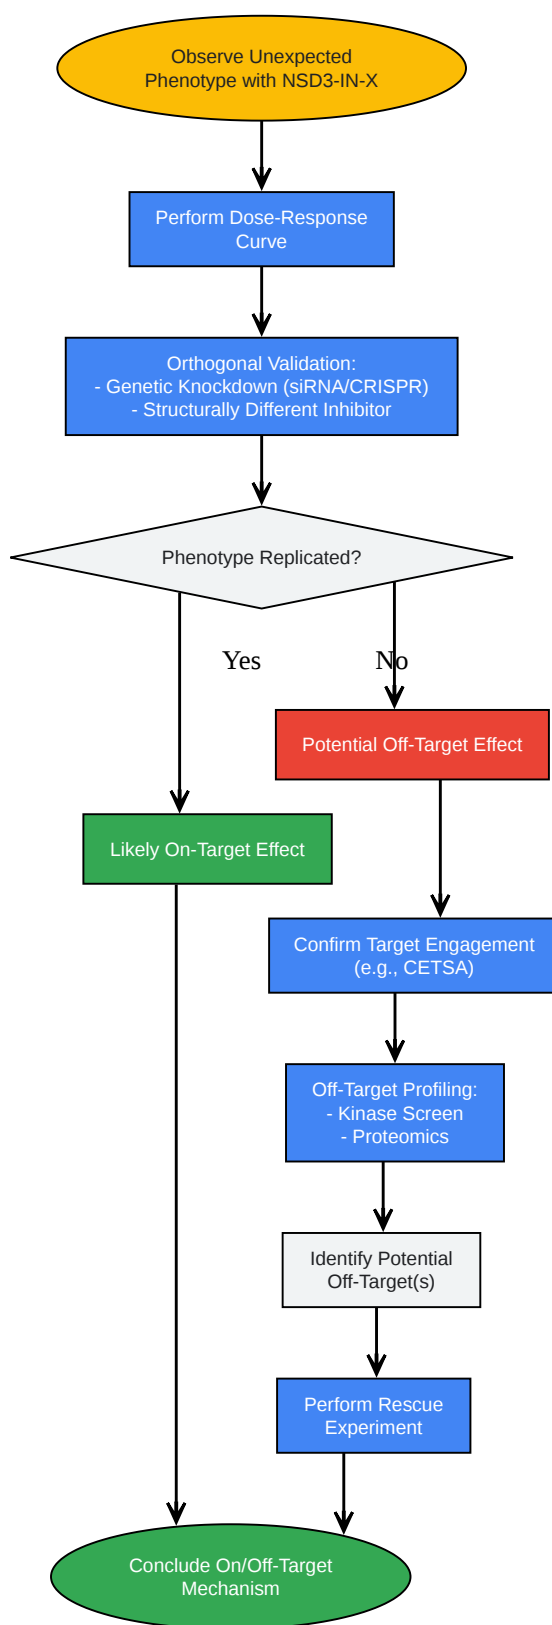 Observe Unexpected
Phenotype with NSD3-IN-X
Perform Dose-Response
Curve
Orthogonal Validation:
- Genetic Knockdown (siRNA/CRISPR)
- Structurally Different Inhibitor
Phenotype Replicated?
Yes
No
Potential Off-Target Effect
Likely On-Target Effect
Confirm Target Engagement
(e.g., CETSA)
Off-Target Profiling:
- Kinase Screen
- Proteomics
Identify Potential
Off-Target(s)
Perform Rescue
Experiment
Conclude On/Off-Target
Mechanism